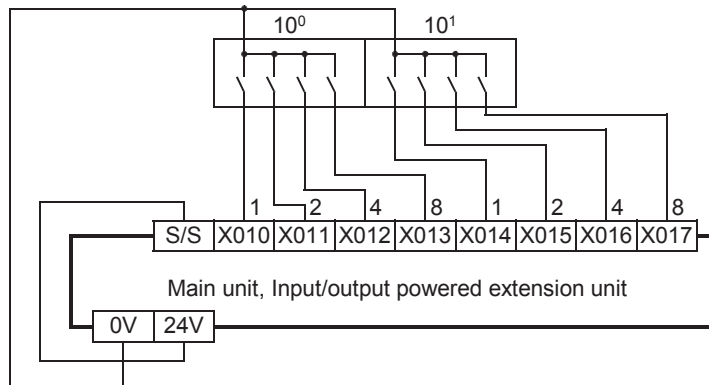 10⁰ 10¹
1 2 4 8 1 2 4 8
S/S X010 X011 X012 X013 X014 X015 X016 X017
Main unit, Input/output powered extension unit
0V 24V